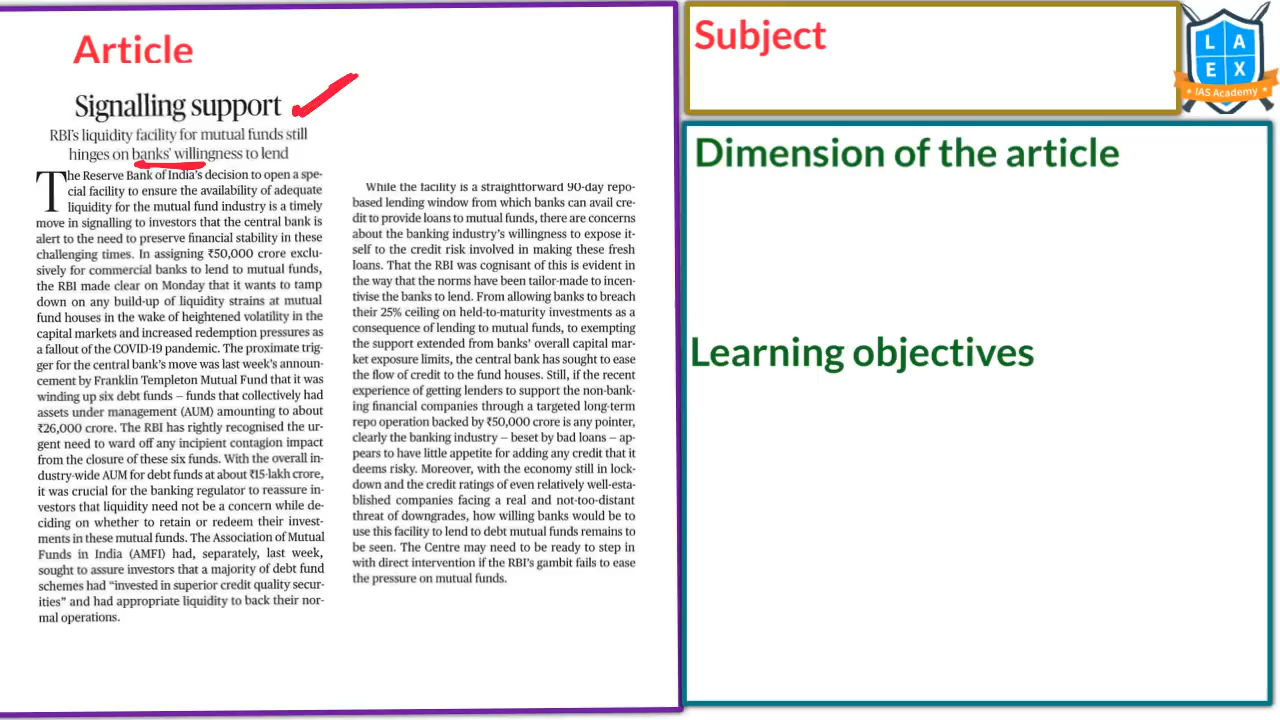 Article
Signalling support
RBI's liquidity facility for mutual funds still
hinges on banks' willingness to lend
The Reserve Bank of India's decision to open a spe-
cial facility to ensure the availability of adequate
liquidity for the mutual fund industry is a timely
move in signalling to investors that the central bank is
alert to the need to preserve financial stability in these
challenging times. In assigning ₹50,000 crore exclu-
sively for commercial banks to lend to mutual funds,
the RBI made clear on Monday that it wants to tamp
down on any build-up of liquidity strains at mutual
fund houses in the wake of heightened volatility in the
capital markets and increased redemption pressures as
a fallout of the COVID-19 pandemic. The proximate trig-
ger for the central bank's move was last week's announ-
cement by Franklin Templeton Mutual Fund that it was
winding up six debt funds – funds that collectively had
assets under management (AUM) amounting to about
₹26,000 crore. The RBI has rightly recognised the ur-
gent need to ward off any incipient contagion impact
from the closure of these six funds. With the overall in-
dustry-wide AUM for debt funds at about ₹15-lakh crore,
it was crucial for the banking regulator to reassure in-
vestors that liquidity need not be a concern while de-
ciding on whether to retain or redeem their invest-
ments in these mutual funds. The Association of Mutual
Funds in India (AMFI) had, separately, last week,
sought to assure investors that a majority of debt fund
schemes had “invested in superior credit quality secur-
ities” and had appropriate liquidity to back their nor-
mal operations.
While the facility is a straightforward 90-day repo-
based lending window from which banks can avail cre-
dit to provide loans to mutual funds, there are concerns
about the banking industry's willingness to expose it-
self to the credit risk involved in making these fresh
loans. That the RBI was cognisant of this is evident in
the way that the norms have been tailor-made to incen-
tivise the banks to lend. From allowing banks to breach
their 25% ceiling on held-to-maturity investments as a
consequence of lending to mutual funds, to exempting
the support extended from banks' overall capital mar-
ket exposure limits, the central bank has sought to ease
the flow of credit to the fund houses. Still, if the recent
experience of getting lenders to support the non-bank-
ing financial companies through a targeted long-term
repo operation backed by ₹50,000 crore is any pointer,
clearly the banking industry – beset by bad loans – ap-
pears to have little appetite for adding any credit that it
deems risky. Moreover, with the economy still in lock-
down and the credit ratings of even relatively well-esta-
blished companies facing a real and not-too-distant
threat of downgrades, how willing banks would be to
use this facility to lend to debt mutual funds remains to
be seen. The Centre may need to be ready to step in
with direct intervention if the RBI's gambit fails to ease
the pressure on mutual funds.
Subject
L A
E X
IAS Academy
Dimension of the article
Learning objectives